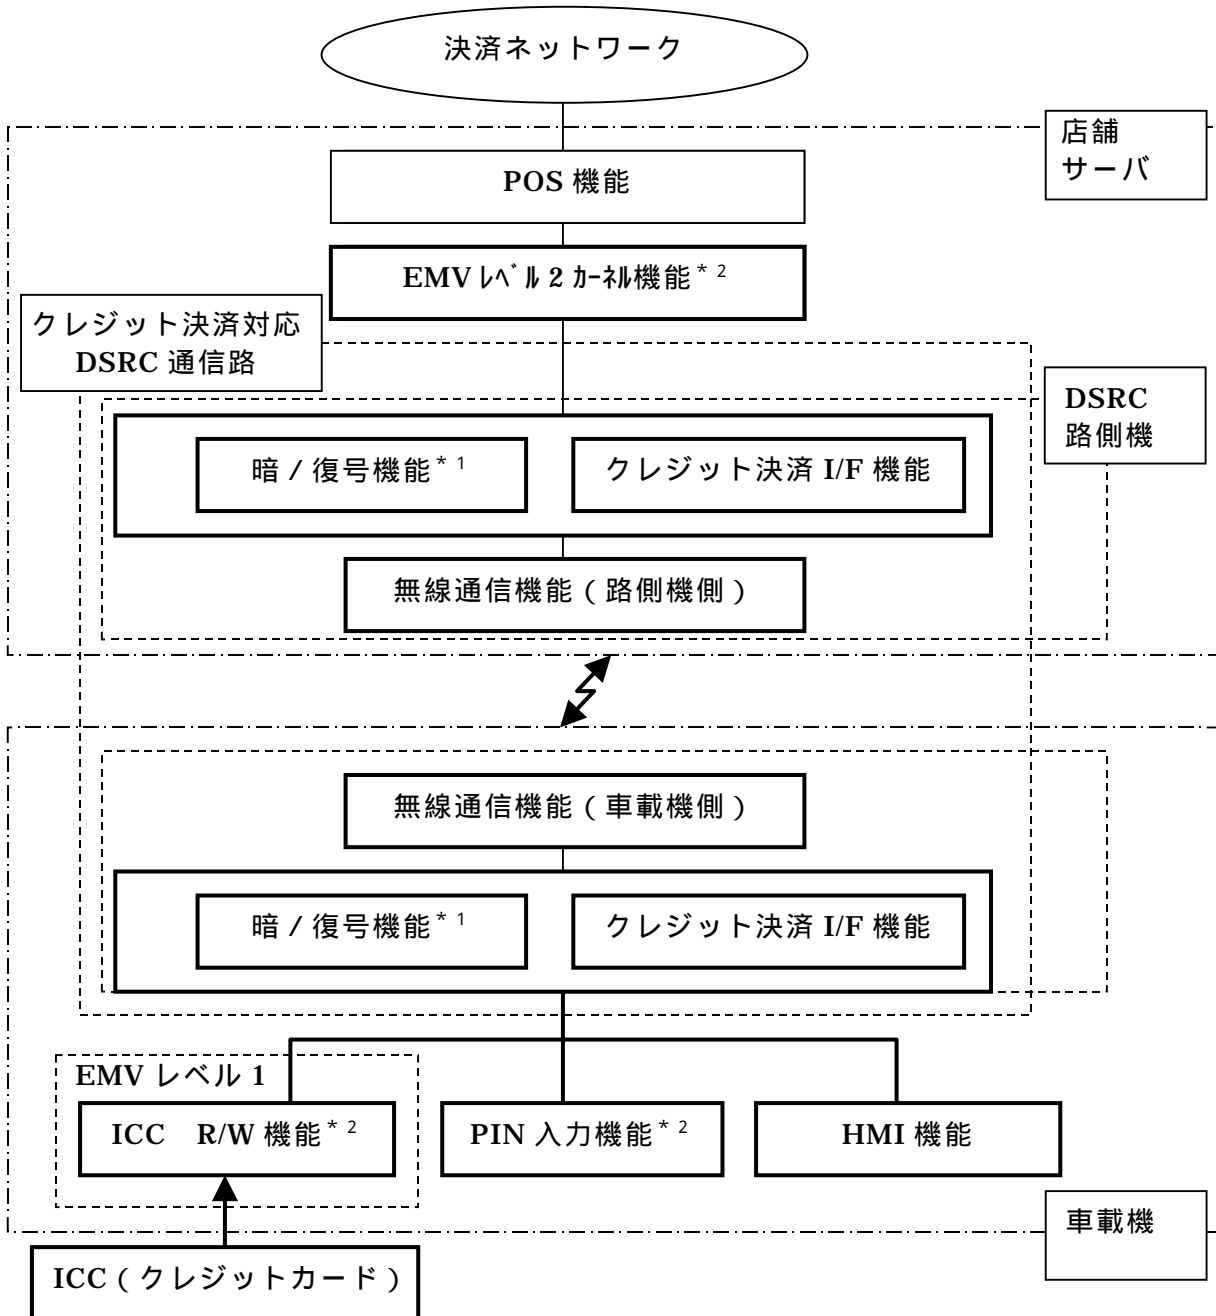 決済ネットワーク
店舗
サーバ
POS 機能
EMV ﾚﾍﾞﾙ 2 ｶｰﾈﾙ機能*2
クレジット決済対応
DSRC 通信路
DSRC
路側機
暗/復号機能*1
クレジット決済 I/F 機能
無線通信機能(路側機側)
無線通信機能(車載機側)
暗/復号機能*1
クレジット決済 I/F 機能
EMV レベル 1
ICC　R/W 機能*2
PIN 入力機能*2
HMI 機能
車載機
ICC(クレジットカード)